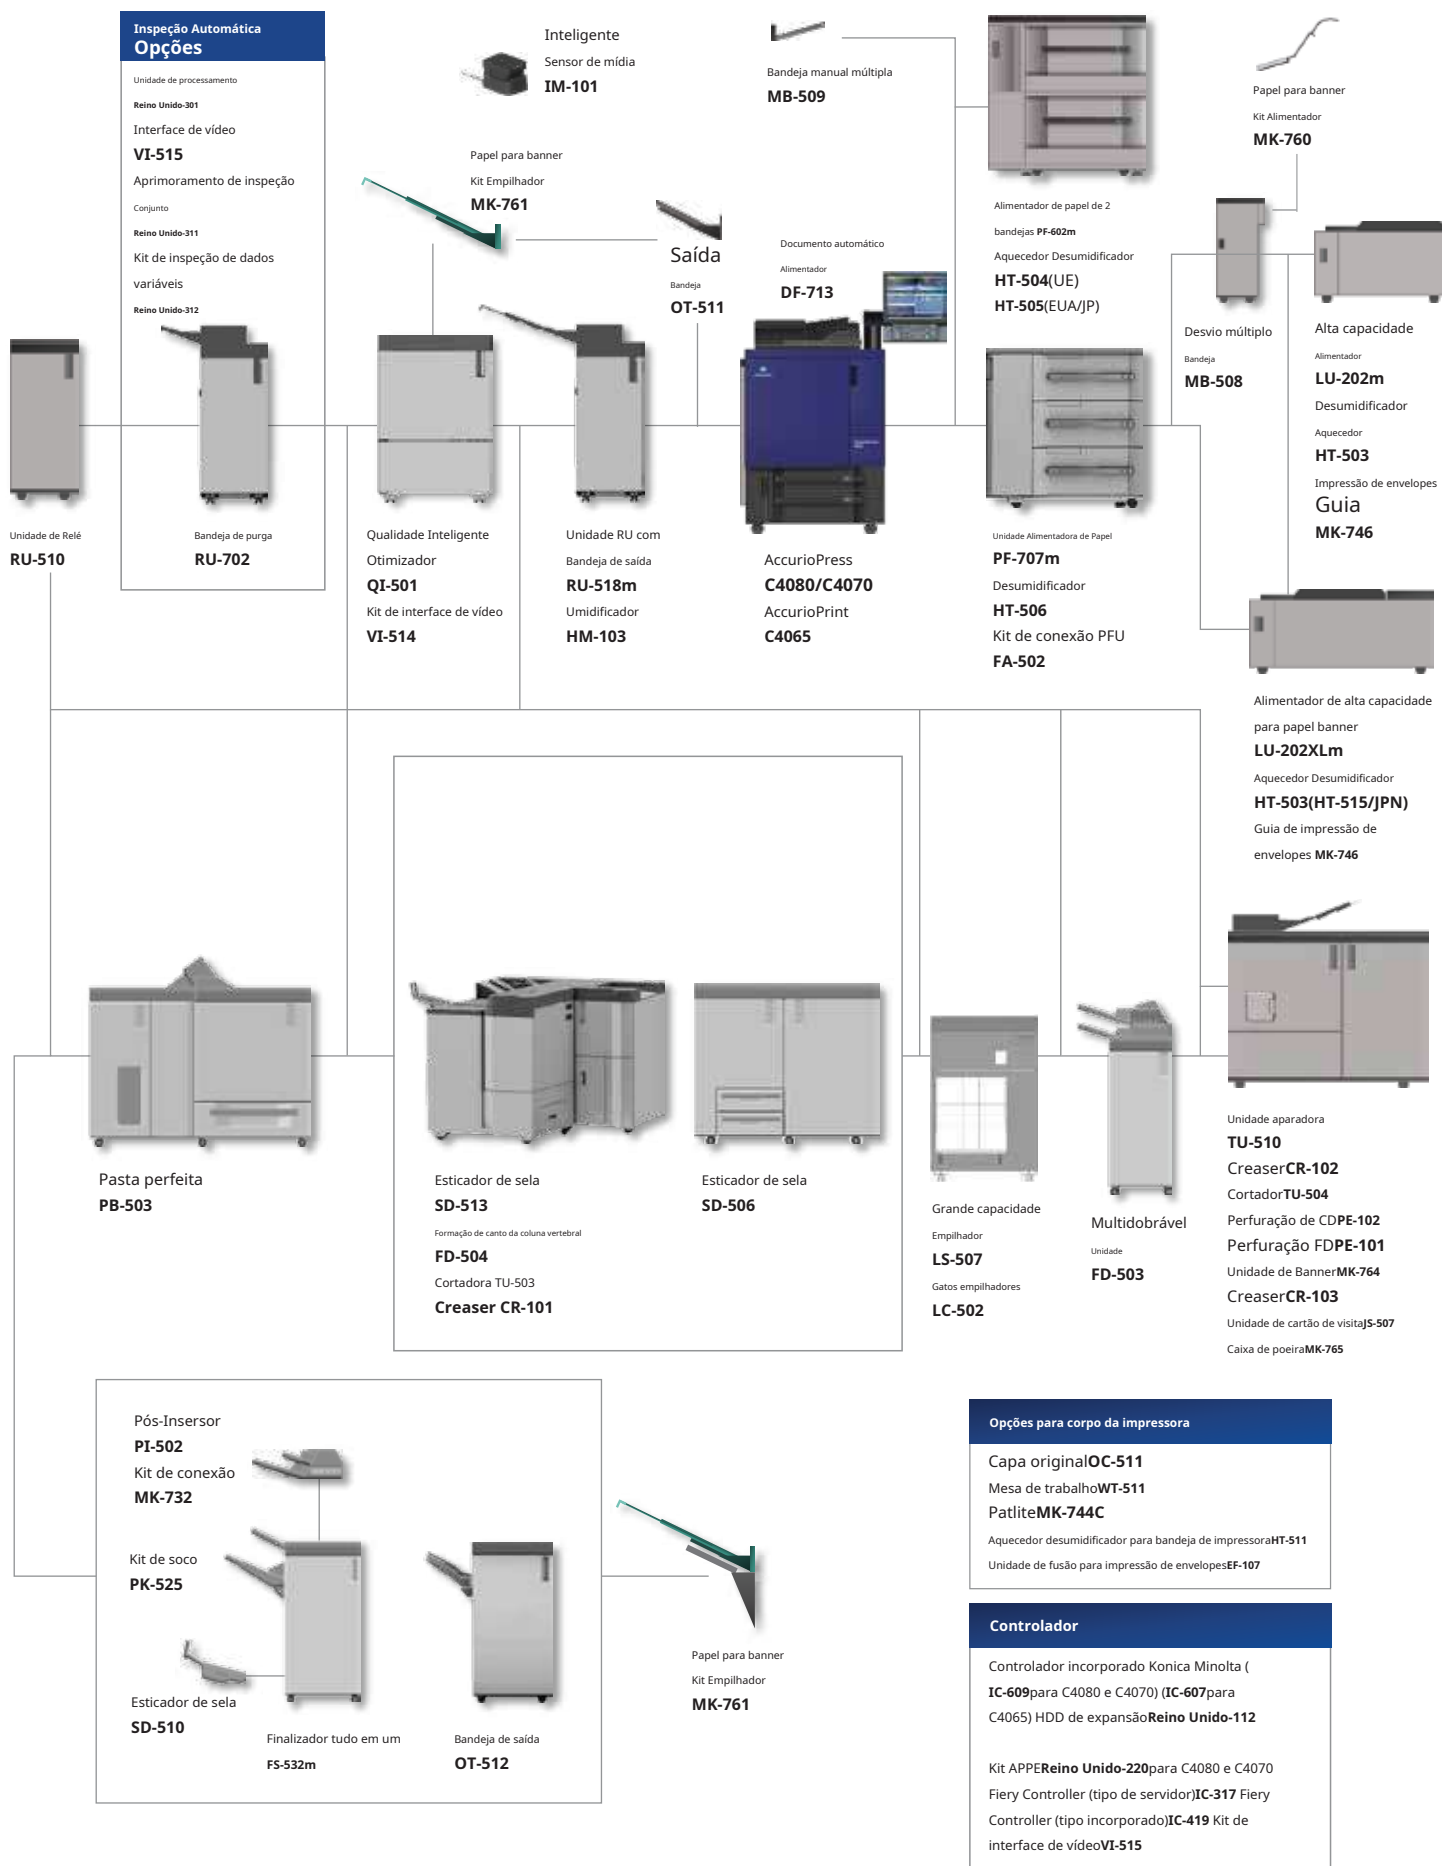 Inspeção Automática
Opções
Unidade de processamento
Reino Unido-301
Interface de vídeo
VI-515
Aprimoramento de inspeção
Conjunto
Reino Unido-311
Kit de inspeção de dados
variáveis
Reino Unido-312
Inteligente
Sensor de mídia
IM-101
Papel para banner
Kit Empilhador
MK-761
Saída
Bandeja
OT-511
Bandeja manual múltipla
MB-509
Documento automático
Alimentador
DF-713
Alimentador de papel de 2
bandejas PF-602m
Aquecedor Desumidificador
HT-504(UE)
HT-505(EUA/JP)
Papel para banner
Kit Alimentador
MK-760
Desvio múltiplo
Bandeja
MB-508
Alta capacidade
Alimentador
LU-202m
Desumidificador
Aquecedor
HT-503
Impressão de envelopes
Guia
MK-746
Unidade de Relé
RU-510
Bandeja de purga
RU-702
Qualidade Inteligente
Otimizador
QI-501
Kit de interface de vídeo
VI-514
Unidade RU com
Bandeja de saída
RU-518m
Umidificador
HM-103
AccurioPress
C4080/C4070
AccurioPrint
C4065
Unidade Alimentadora de Papel
PF-707m
Desumidificador
HT-506
Kit de conexão PFU
FA-502
Alimentador de alta capacidade
para papel banner
LU-202XLm
Aquecedor Desumidificador
HT-503(HT-515/JPN)
Guia de impressão de
envelopes MK-746
Pasta perfeita
PB-503
Esticador de sela
SD-513
Formação de canto da coluna vertebral
FD-504
Cortadora TU-503
Creaser CR-101
Esticador de sela
SD-506
Grande capacidade
Empilhador
LS-507
Gatos empilhadores
LC-502
Multidobrável
Unidade
FD-503
Unidade aparadora
TU-510
CreaserCR-102
CortadorTU-504
Perfuração de CDPE-102
Perfuração FDPE-101
Unidade de BannerMK-764
CreaserCR-103
Unidade de cartão de visitaJS-507
Caixa de poeiraMK-765
Pós-Insersor
PI-502
Kit de conexão
MK-732
Kit de soco
PK-525
Esticador de sela
SD-510
Finalizador tudo em um
FS-532m
Bandeja de saída
OT-512
Papel para banner
Kit Empilhador
MK-761
Opções para corpo da impressora
Capa originalOC-511
Mesa de trabalhoWT-511
PatliteMK-744C
Aquecedor desumidificador para bandeja de impressoraHT-511
Unidade de fusão para impressão de envelopesEF-107
Controlador
Controlador incorporado Konica Minolta (
IC-609para C4080 e C4070) (IC-607para
C4065) HDD de expansãoReino Unido-112
Kit APPEReino Unido-220para C4080 e C4070
Fiery Controller (tipo de servidor)IC-317 Fiery
Controller (tipo incorporado)IC-419 Kit de
interface de vídeoVI-515